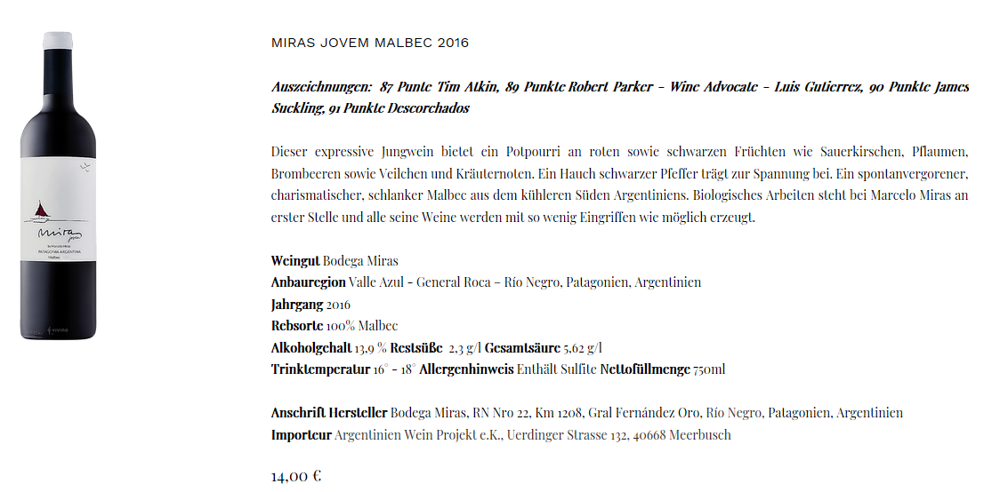 MIRAS JOVEM MALBEC 2016
Auszeichnungen: 87 Punte Tim Atkin, 89 Punkte Robert Parker – Wine Advocate – Luis Gutierrez, 90 Punkte James
Suckling, 91 Punkte Descorchados
Dieser expressive Jungwein bietet ein Potpourri an roten sowie schwarzen Früchten wie Sauerkirschen, Pflaumen,
Brombeeren sowie Veilchen und Kräuternoten. Ein Hauch schwarzer Pfeffer trägt zur Spannung bei. Ein spontanvergorener,
charismatischer, schlanker Malbec aus dem kühleren Süden Argentiniens. Biologisches Arbeiten steht bei Marcelo Miras an
erster Stelle und alle seine Weine werden mit so wenig Eingriffen wie möglich erzeugt.
Weingut Bodega Miras
Anbauregion Valle Azul - General Roca – Río Negro, Patagonien, Argentinien
Jahrgang 2016
Rebsorte 100% Malbec
Alkoholgehalt 13,9 % Restsüße 2,3 g/l Gesamtsäure 5,62 g/l
Trinktemperatur 16° - 18° Allergenhinweis Enthält Sulfite Nettofüllmenge 750ml
Anschrift Hersteller Bodega Miras, RN Nro 22, Km 1208, Gral Fernández Oro, Río Negro, Patagonien, Argentinien
Importeur Argentinien Wein Projekt e.K., Uerdinger Strasse 132, 40668 Meerbusch
14,00 €
miras
joven
by Marcelo Miras
PATAGONIA ARGENTINA
Malbec
vivino